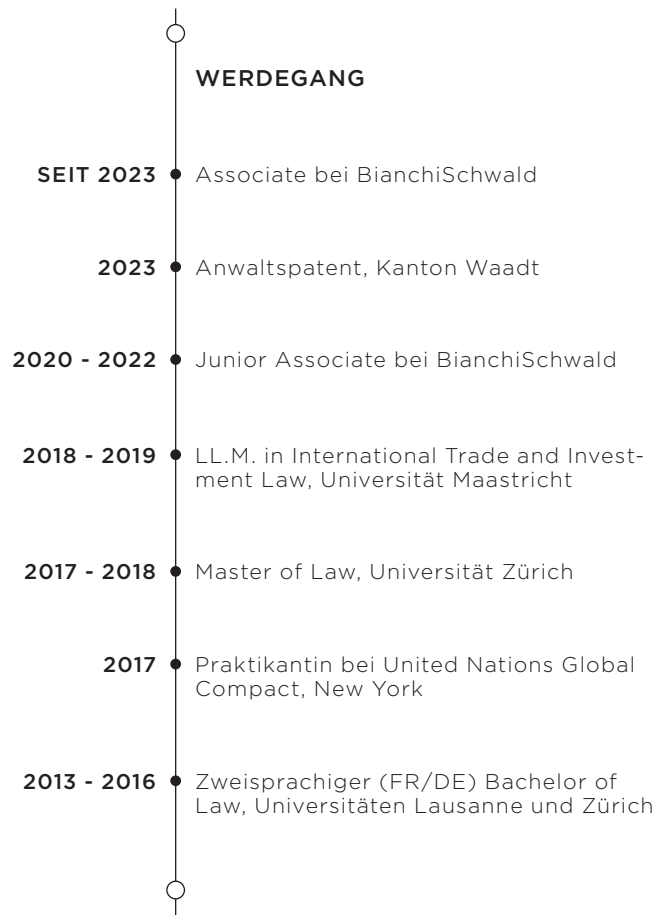 WERDEGANG
SEIT 2023 Associate bei BianchiSchwald
2023 Anwaltspatent, Kanton Waadt
2020 - 2022 Junior Associate bei BianchiSchwald
2018 - 2019 LL.M. in International Trade and Invest-
ment Law, Universität Maastricht
2017 - 2018 Master of Law, Universität Zürich
2017 Praktikantin bei United Nations Global
Compact, New York
2013 - 2016 Zweisprachiger (FR/DE) Bachelor of
Law, Universitäten Lausanne und Zürich